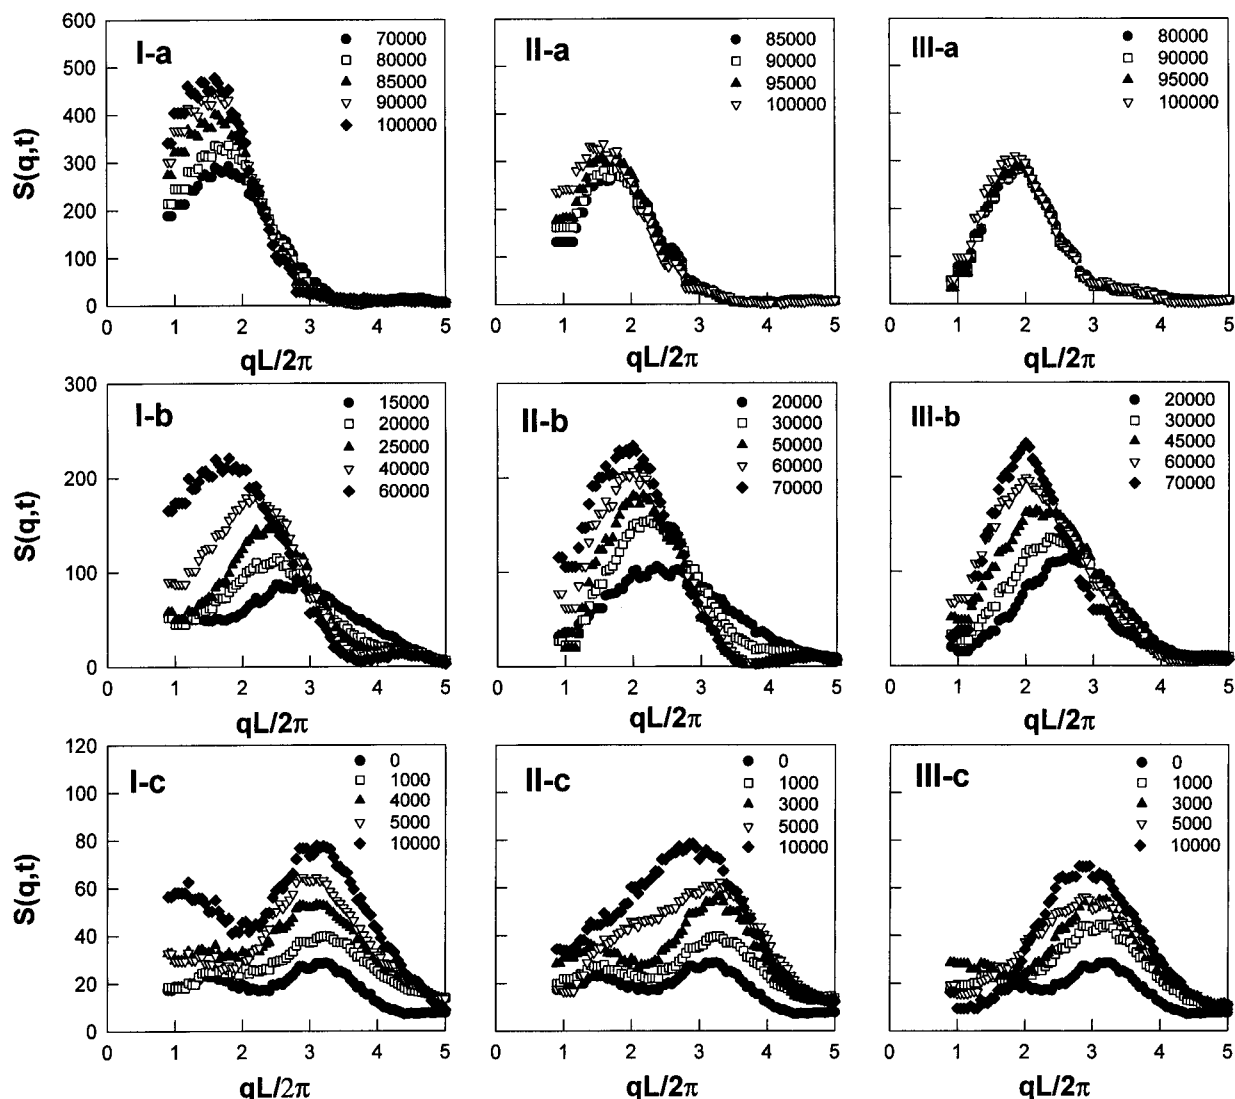 600
500
400
300
200
100
0
S(q,t)
I-a
70000
80000
85000
90000
100000
0 1 2 3 4 5
qL/2π
II-a
85000
90000
95000
100000
0 1 2 3 4 5
qL/2π
III-a
80000
90000
95000
100000
0 1 2 3 4 5
qL/2π
300
200
100
0
S(q,t)
I-b
15000
20000
25000
40000
60000
0 1 2 3 4 5
qL/2π
II-b
20000
30000
50000
60000
70000
0 1 2 3 4 5
qL/2π
III-b
20000
30000
45000
60000
70000
0 1 2 3 4 5
qL/2π
120
100
80
60
40
20
0
S(q,t)
I-c
0
1000
4000
5000
10000
0 1 2 3 4 5
qL/2π
II-c
0
1000
3000
5000
10000
0 1 2 3 4 5
qL/2π
III-c
0
1000
3000
5000
10000
0 1 2 3 4 5
qL/2π